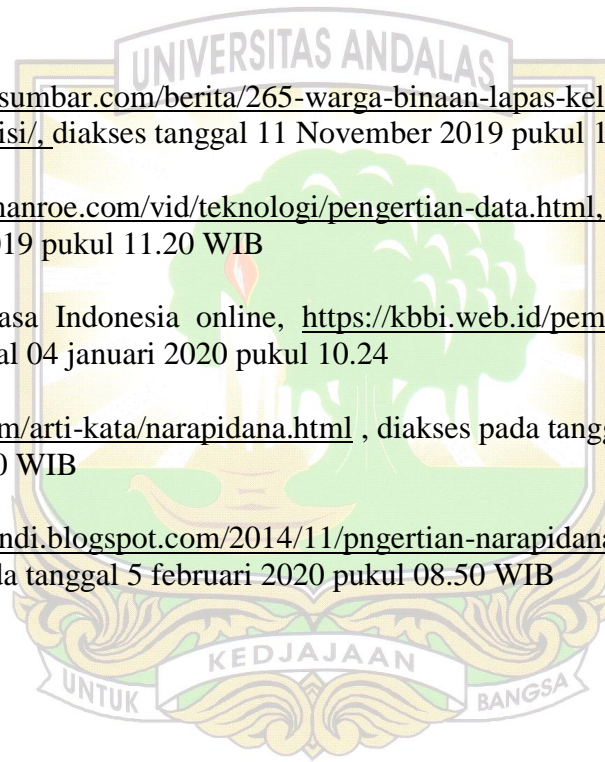 UNIVERSITAS ANDALAS
sumbar.com/berita/265-warga-binaan-lapas-kel
isi/, diakses tanggal 11 November 2019 pukul 1
nanroe.com/vid/teknologi/pengertian-data.html,
019 pukul 11.20 WIB
asa Indonesia online, https://kbbi.web.id/pem
al 04 januari 2020 pukul 10.24
m/arti-kata/narapidana.html , diakses pada tangg
0 WIB
ndi.blogspot.com/2014/11/pngertian-narapidana
da tanggal 5 februari 2020 pukul 08.50 WIB
KEDJAJAAN
UNTUK BANGSA